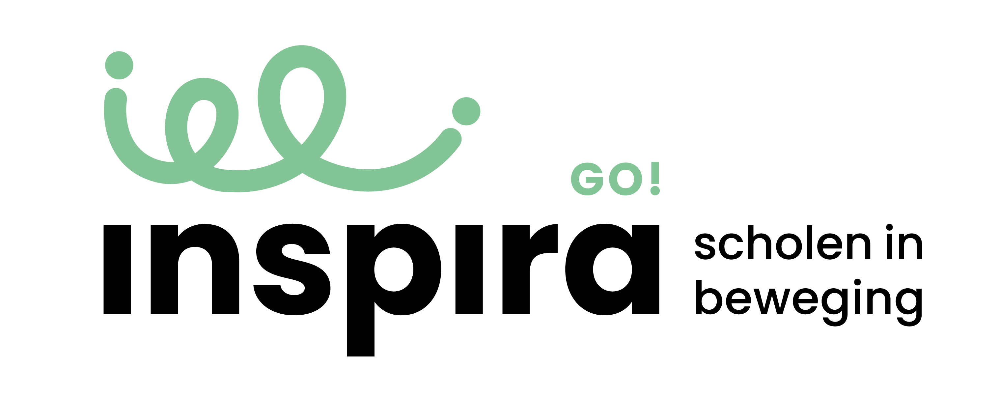 GO!
inspira
scholen in
beweging